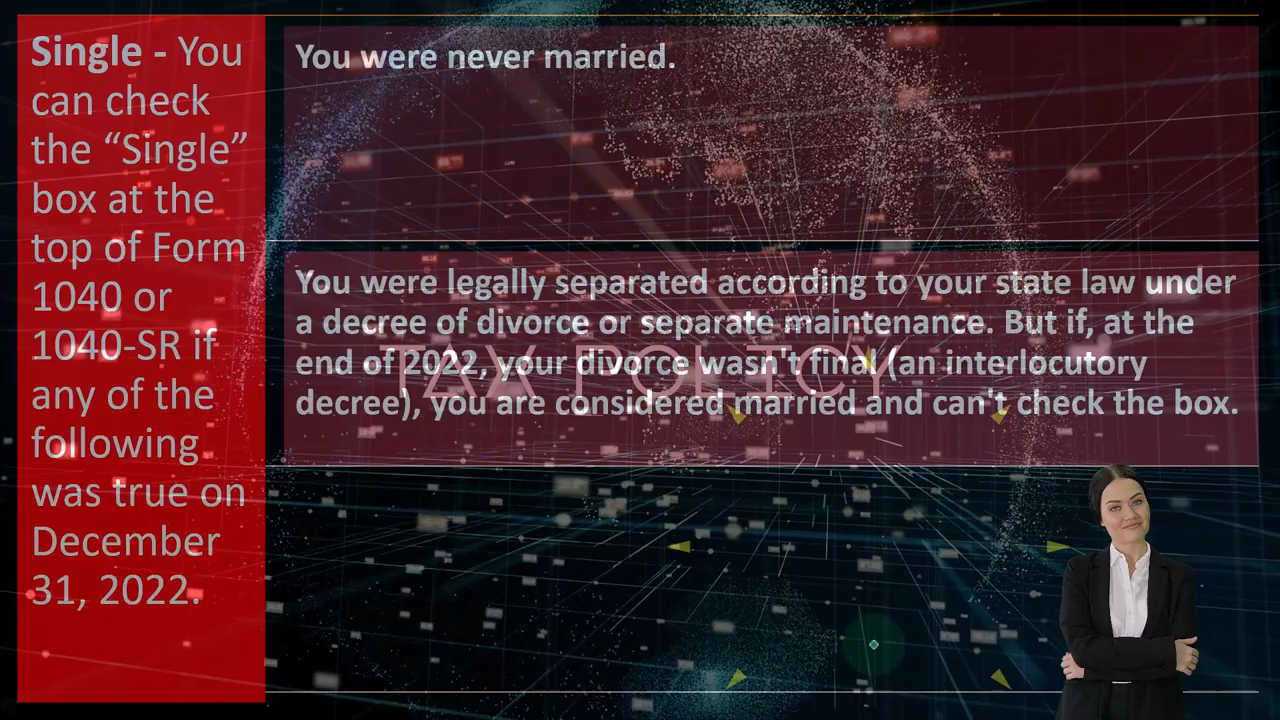 Single - You
can check
the “Single”
box at the
top of Form
1040 or
1040-SR if
any of the
following
was true on
December
31, 2022.
You were never married.
You were legally separated according to your state law under
a decree of divorce or separate maintenance. But if, at the
end of 2022, your divorce wasn't final (an interlocutory
decree), you are considered married and can't check the box.
TAX POLICY